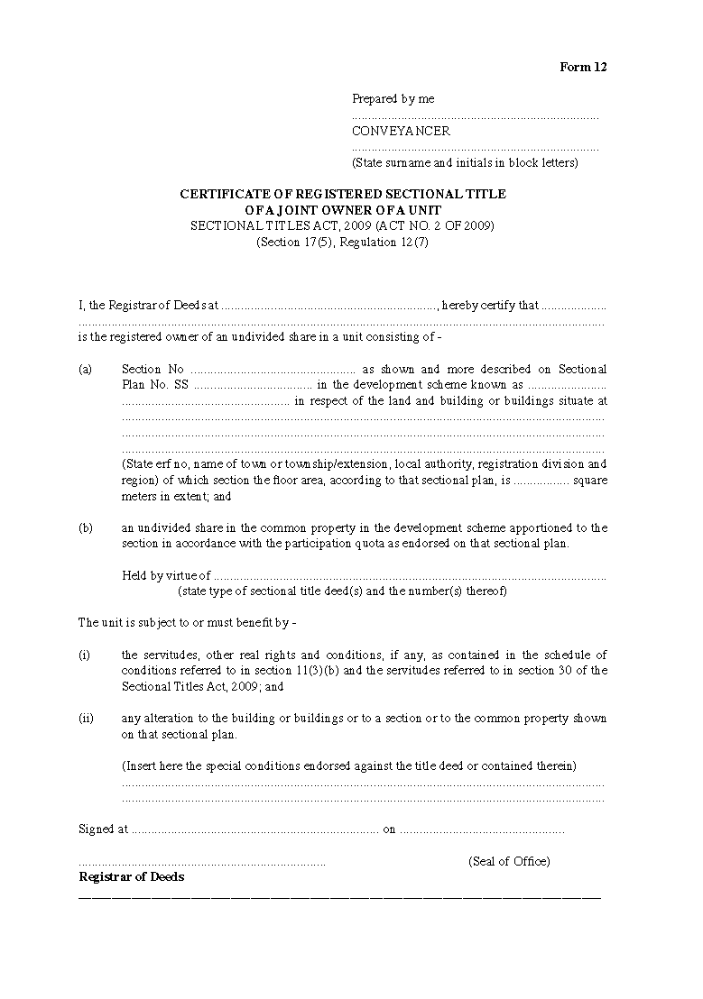 Form 12
Prepared by me
...........................................................................
CONVEYANCER
...........................................................................
(State surname and initials in block letters)
CERTIFICATE OF REGISTERED SECTIONAL TITLE
OF A JOINT OWNER OF A UNIT
SECTIONAL TITLES ACT, 2009 (ACT NO. 2 OF 2009)
(Section 17(5), Regulation 12(7)
I, the Registrar of Deeds at ................................................................., hereby certify that ....................
................................................................................................................................................................
is the registered owner of an undivided share in a unit consisting of -
(a) Section No .................................................. as shown and more described on Sectional
Plan No. SS .................................... in the development scheme known as ........................
................................................... in respect of the land and building or buildings situate at
...................................................................................................................................................
...................................................................................................................................................
...................................................................................................................................................
(State erf no, name of town or township/extension, local authority, registration division and
region) of which section the floor area, according to that sectional plan, is ................. square
meters in extent; and
(b) an undivided share in the common property in the development scheme apportioned to the
section in accordance with the participation quota as endorsed on that sectional plan.
Held by virtue of .......................................................................................................................
(state type of sectional title deed(s) and the number(s) thereof)
The unit is subject to or must benefit by -
(i) the servitudes, other real rights and conditions, if any, as contained in the schedule of
conditions referred to in section 11(3)(b) and the servitudes referred to in section 30 of the
Sectional Titles Act, 2009; and
(ii) any alteration to the building or buildings or to a section or to the common property shown
on that sectional plan.
(Insert here the special conditions endorsed against the title deed or contained therein)
...................................................................................................................................................
...................................................................................................................................................
Signed at ........................................................................... on ..................................................
........................................................................... (Seal of Office)
Registrar of Deeds
___________________________________________________________________________________